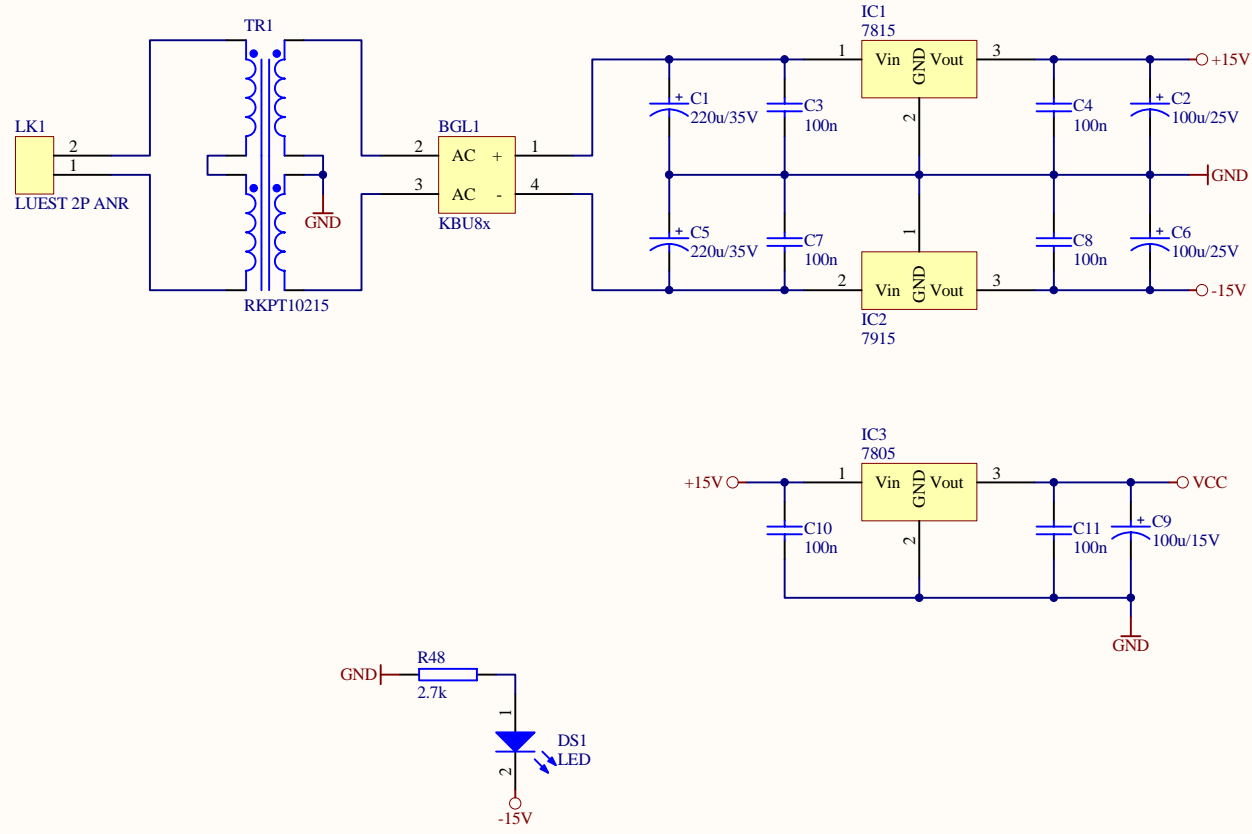 TR1
LK1
2
1
LUEST 2P ANR
GND
RKPT10215
BGL1
2 AC + 1
3 AC - 4
KBU8x
IC1
7815
1 Vin GND Vout 3
2
+15V
C1
220u/35V
C3
100n
C4
100n
C2
100u/25V
GND
C5
220u/35V
C7
100n
C8
100n
C6
100u/25V
1
2 Vin GND Vout 3
-15V
IC2
7915
IC3
7805
+15V
1 Vin GND Vout 3
VCC
2
C10
100n
C11
100n
C9
100u/15V
GND
GND
R48
2.7k
1
DS1
LED
2
-15V